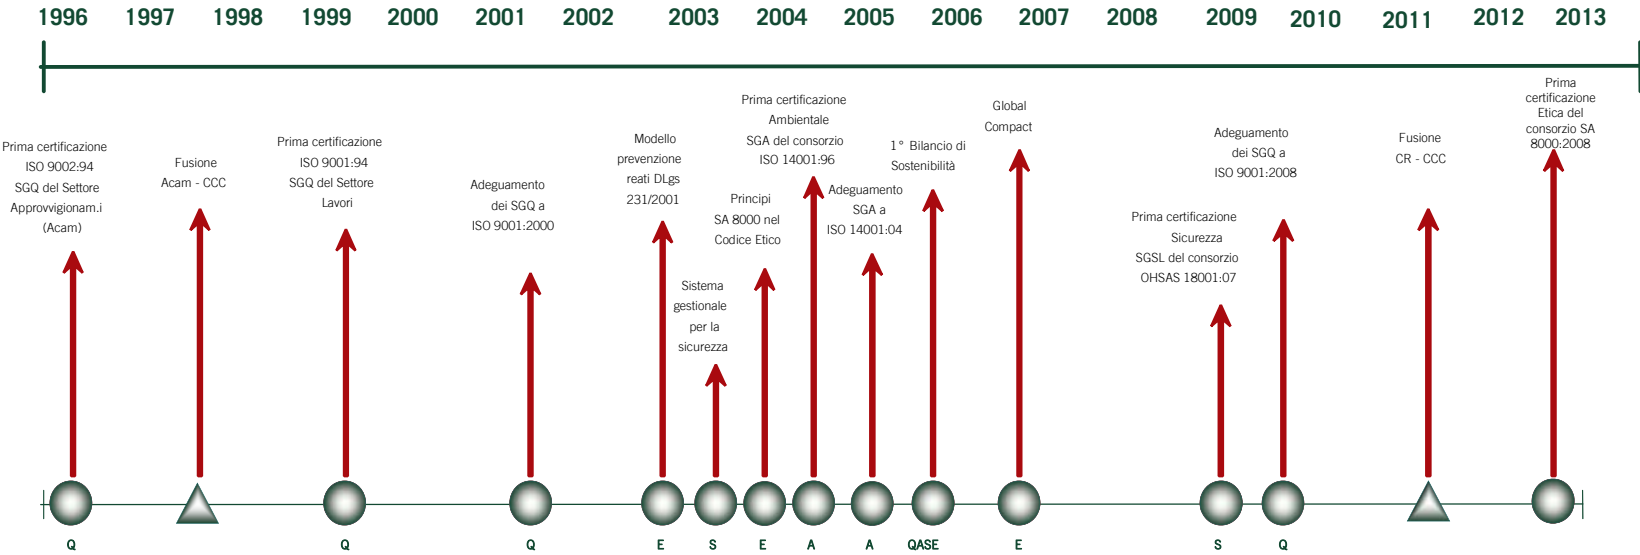 1996 1997 1998 1999 2000 2001 2002 2003 2004 2005 2006 2007 2008 2009 2010 2011 2012 2013
Prima certificazione
ISO 9002:94
SGQ del Settore
Approvvigionam.i
(Acam)
Fusione
Acam - CCC
Prima certificazione
ISO 9001:94
SGQ del Settore
Lavori
Adeguamento
dei SGQ a
ISO 9001:2000
Modello
prevenzione
reati DLgs
231/2001
Sistema
gestionale
per la
sicurezza
Principi
SA 8000 nel
Codice Etico
Prima certificazione
Ambientale
SGA del consorzio
ISO 14001:96
Adeguamento
SGA a
ISO 14001:04
1° Bilancio di
Sostenibilità
Global
Compact
Prima certificazione
Sicurezza
SGSL del consorzio
OHSAS 18001:07
Adeguamento
dei SGQ a
ISO 9001:2008
Fusione
CR - CCC
Prima
certificazione
Etica del
consorzio SA
8000:2008
Q Q Q E S E A A QASE E S Q